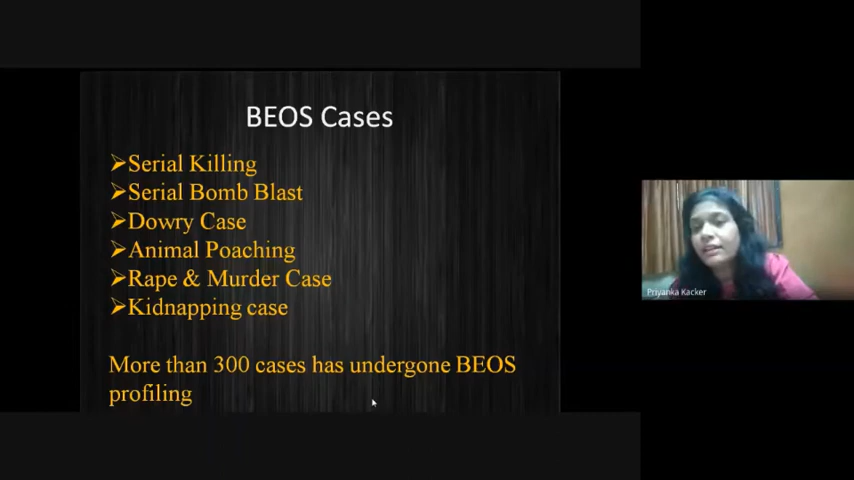 BEOS Cases
➢Serial Killing
➢Serial Bomb Blast
➢Dowry Case
➢Animal Poaching
➢Rape & Murder Case
➢Kidnapping case
More than 300 cases has undergone BEOS
profiling
Priyanka Kacker